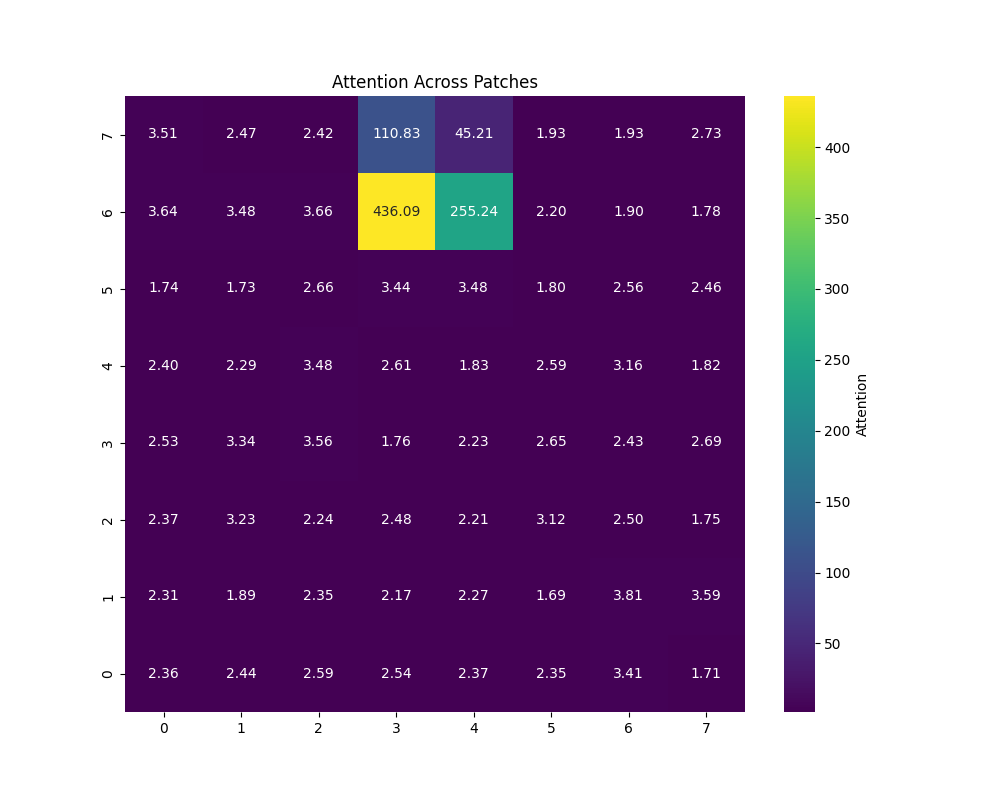 Attention Across Patches
7 3.51 2.47 2.42 110.83 45.21 1.93 1.93 2.73
6 3.64 3.48 3.66 436.09 255.24 2.20 1.90 1.78
5 1.74 1.73 2.66 3.44 3.48 1.80 2.56 2.46
4 2.40 2.29 3.48 2.61 1.83 2.59 3.16 1.82
3 2.53 3.34 3.56 1.76 2.23 2.65 2.43 2.69
2 2.37 3.23 2.24 2.48 2.21 3.12 2.50 1.75
1 2.31 1.89 2.35 2.17 2.27 1.69 3.81 3.59
0 2.36 2.44 2.59 2.54 2.37 2.35 3.41 1.71
0 1 2 3 4 5 6 7
400
350
300
250
200
150
100
50
Attention